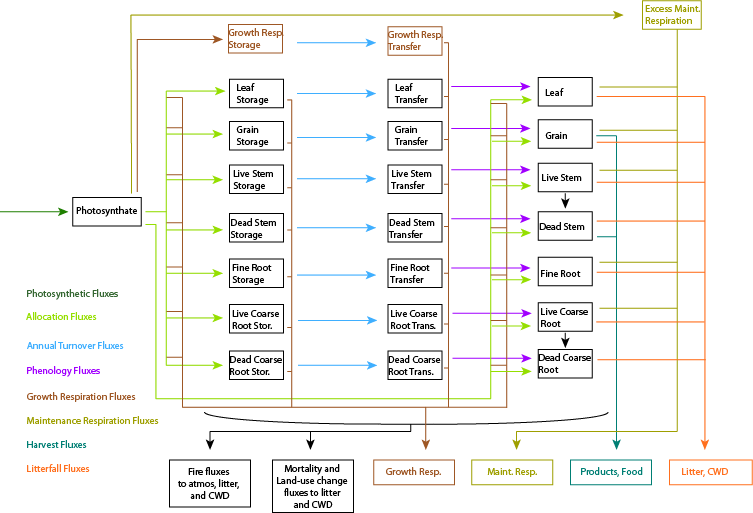 Excess Maint.
Respiration
Growth Resp.
Storage
Growth Resp.
Transfer
Leaf
Storage
Leaf
Transfer
Leaf
Grain
Storage
Grain
Transfer
Grain
Live Stem
Storage
Live Stem
Transfer
Live Stem
Photosynthate
Dead Stem
Storage
Dead Stem
Transfer
Dead Stem
Fine Root
Storage
Fine Root
Transfer
Fine Root
Live Coarse
Root Stor.
Live Coarse
Root Trans.
Live Coarse
Root
Dead Coarse
Root Stor.
Dead Coarse
Root Trans.
Dead Coarse
Root
Photosynthetic Fluxes
Allocation Fluxes
Annual Turnover Fluxes
Phenology Fluxes
Growth Respiration Fluxes
Maintenance Respiration Fluxes
Harvest Fluxes
Litterfall Fluxes
Fire fluxes
to atmos, litter,
and CWD
Mortality and
Land-use change
fluxes to litter
and CWD
Growth Resp.
Maint. Resp.
Products, Food
Litter, CWD